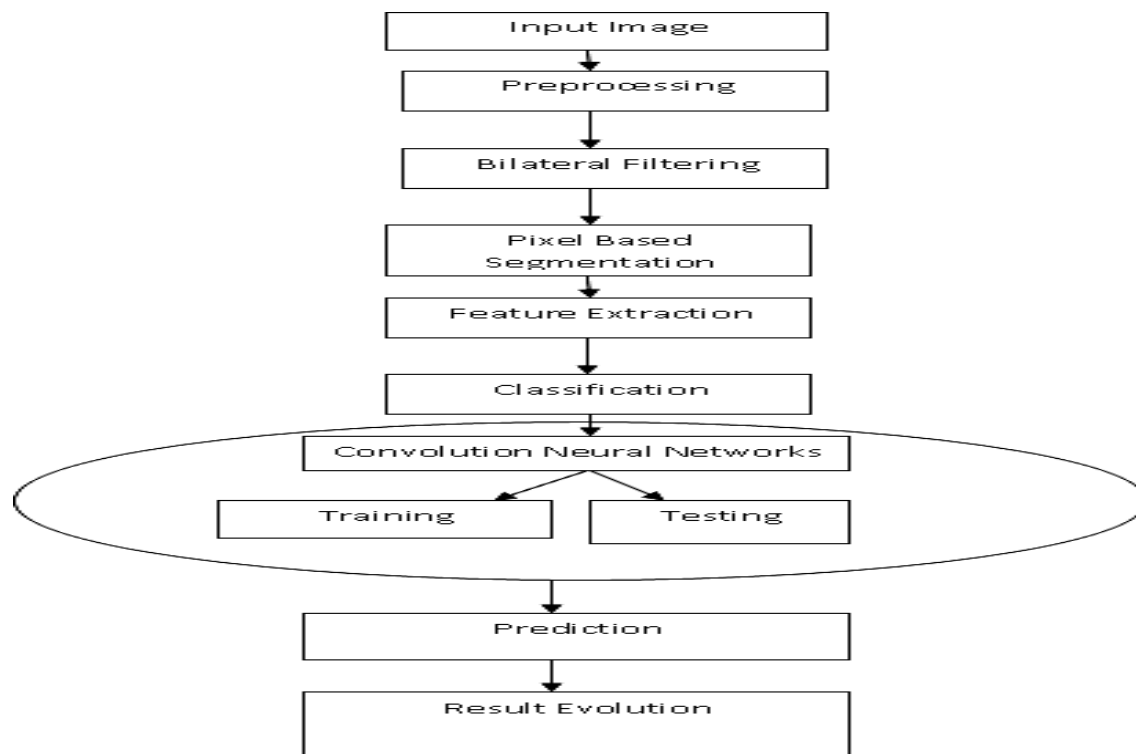 Input Image
Preprocessing
Bilateral Filtering
Pixel Based
Segmentation
Feature Extraction
Classification
Convolution Neural Networks
Training
Testing
Prediction
Result Evolution